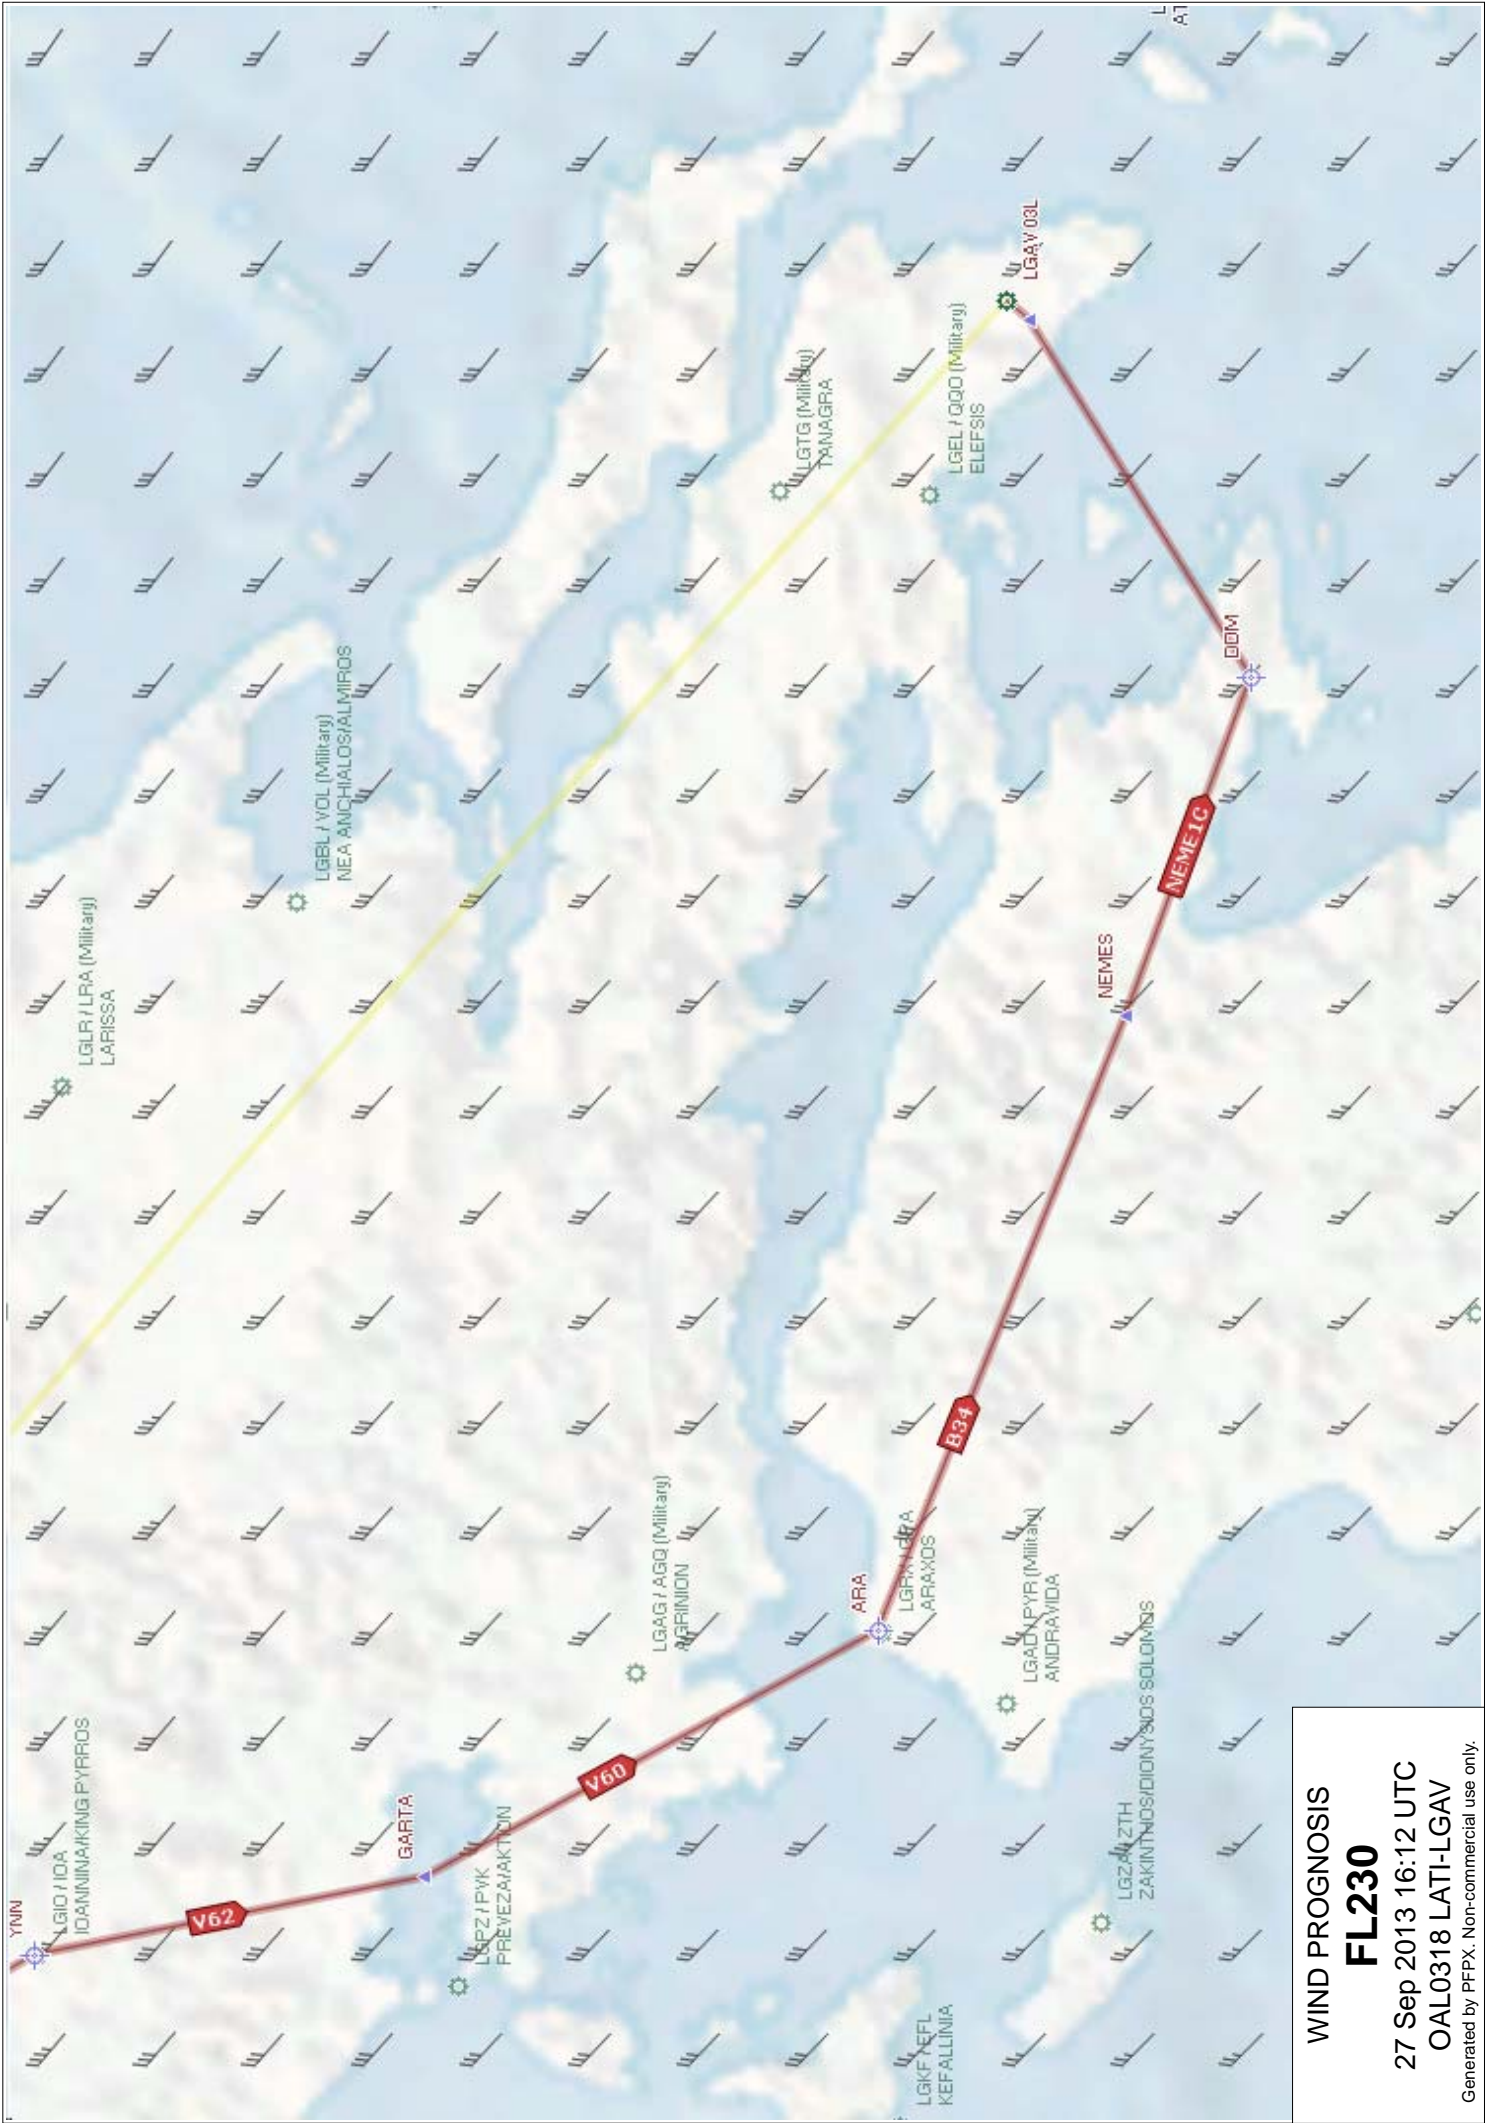 YNN
LGIO / IOA
IOANNINA/KING PYRROS
LGLR / LRA (Military)
LARISSA
V62
LGBL / VOL (Military)
NEA ANCHIALOS/ALMIROS
GARTA
LGPZ / PVK
PREVEZA/AKTION
V60
LGAG / AGQ (Military)
AGRINION
LGTG (Military)
TANAGRA
ARA
LGRX / GPA
ARAXOS
LGKF / EFL
KEFALLINIA
LGEL / QQO (Military)
ELEFSIS
B34
LGAV 03L
LGAD / PYR (Military)
ANDRAVIDA
NEMES
LGZA / ZTH
ZAKINTHOS/DIONYSIOS SOLOMOS
NEME1C
DDM
WIND PROGNOSIS
FL230
27 Sep 2013 16:12 UTC
OAL0318 LATI-LGAV
Generated by PFPX. Non-commercial use only.